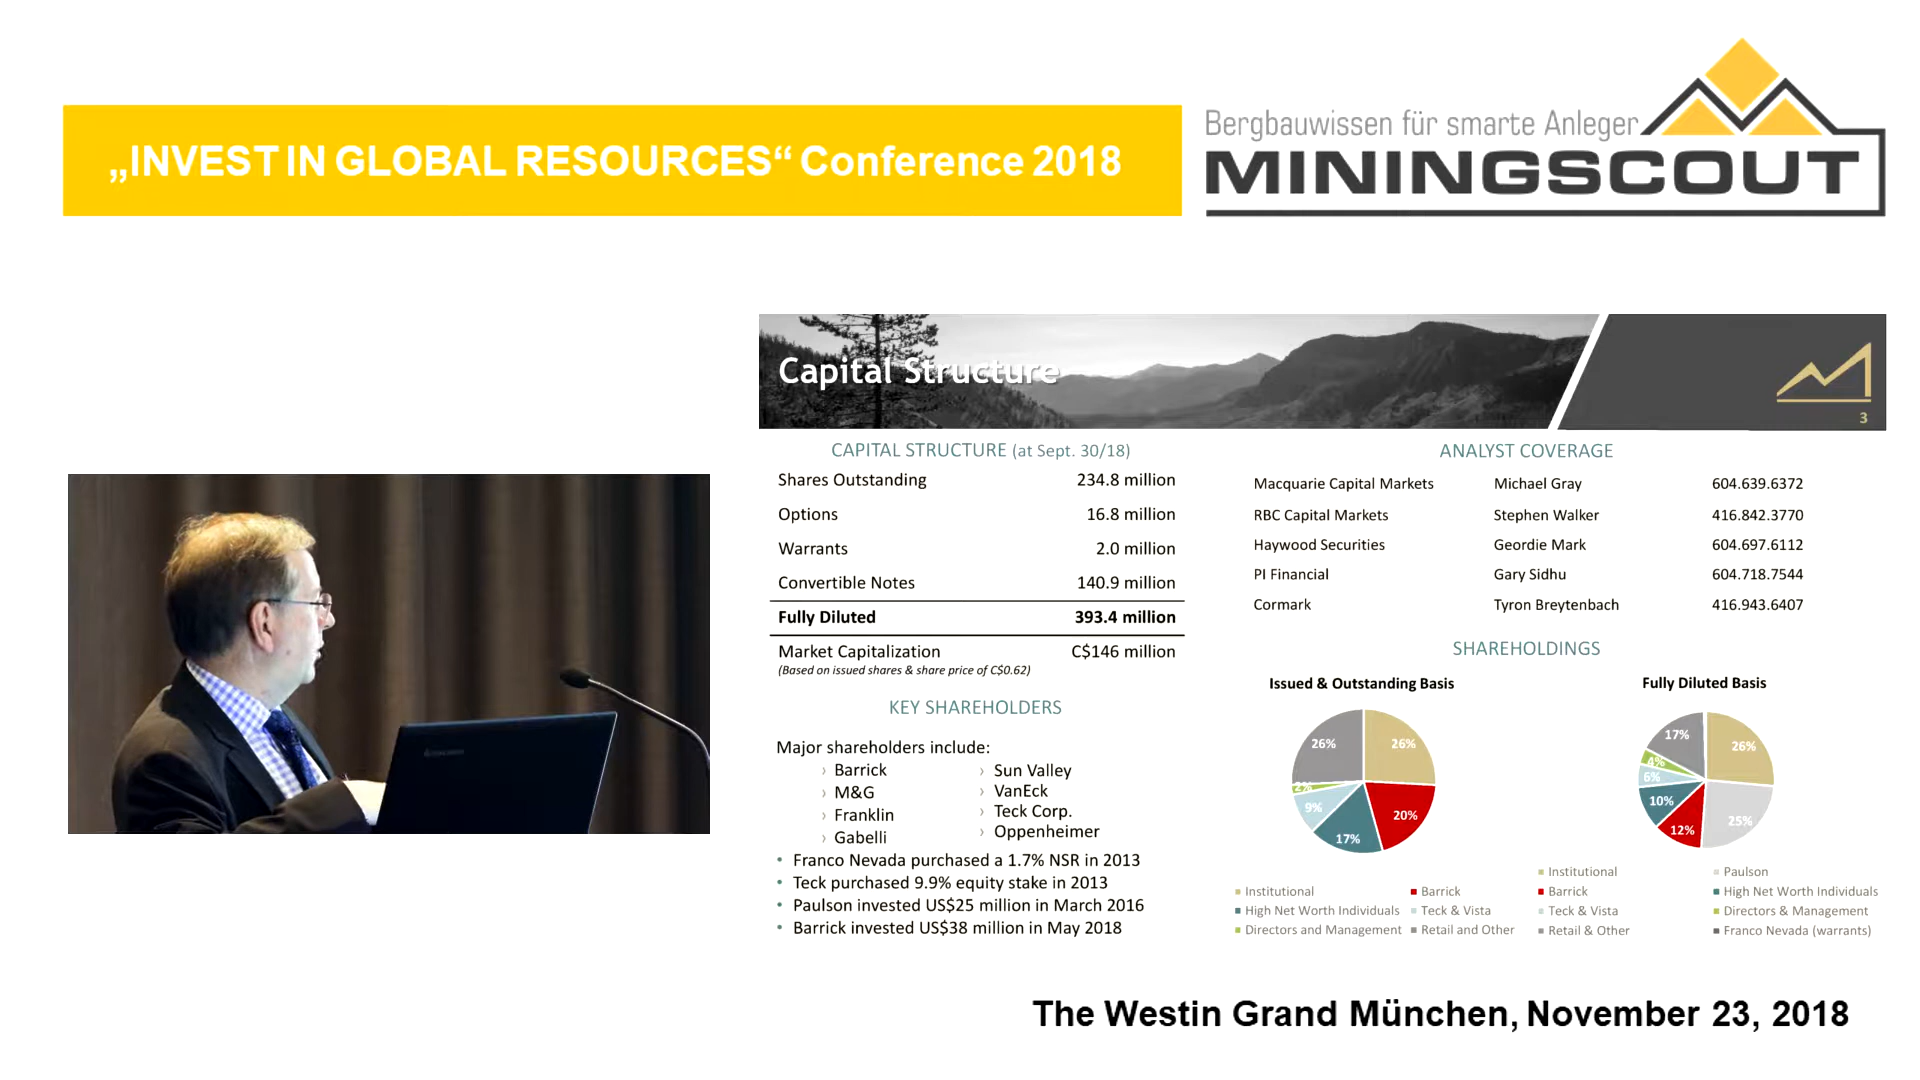 „INVEST IN GLOBAL RESOURCES“ Conference 2018
Bergbauwissen für smarte Anleger
MININGSCOUT
Capital Structure
3
CAPITAL STRUCTURE (at Sept. 30/18)
Shares Outstanding 234.8 million
Options 16.8 million
Warrants 2.0 million
Convertible Notes 140.9 million
Fully Diluted 393.4 million
Market Capitalization C$146 million
(Based on issued shares & share price of C$0.62)
KEY SHAREHOLDERS
Major shareholders include:
› Barrick
› M&G
› Franklin
› Gabelli
› Sun Valley
› VanEck
› Teck Corp.
› Oppenheimer
• Franco Nevada purchased a 1.7% NSR in 2013
• Teck purchased 9.9% equity stake in 2013
• Paulson invested US$25 million in March 2016
• Barrick invested US$38 million in May 2018
ANALYST COVERAGE
Macquarie Capital Markets Michael Gray 604.639.6372
RBC Capital Markets Stephen Walker 416.842.3770
Haywood Securities Geordie Mark 604.697.6112
PI Financial Gary Sidhu 604.718.7544
Cormark Tyron Breytenbach 416.943.6407
SHAREHOLDINGS
Issued & Outstanding Basis
26%
26%
20%
17%
9%
2%
Institutional Barrick
High Net Worth Individuals Teck & Vista
Directors and Management Retail and Other
Fully Diluted Basis
17%
26%
4%
6%
10%
12%
25%
Institutional Paulson
Barrick High Net Worth Individuals
Teck & Vista Directors & Management
Retail & Other Franco Nevada (warrants)
The Westin Grand München, November 23, 2018